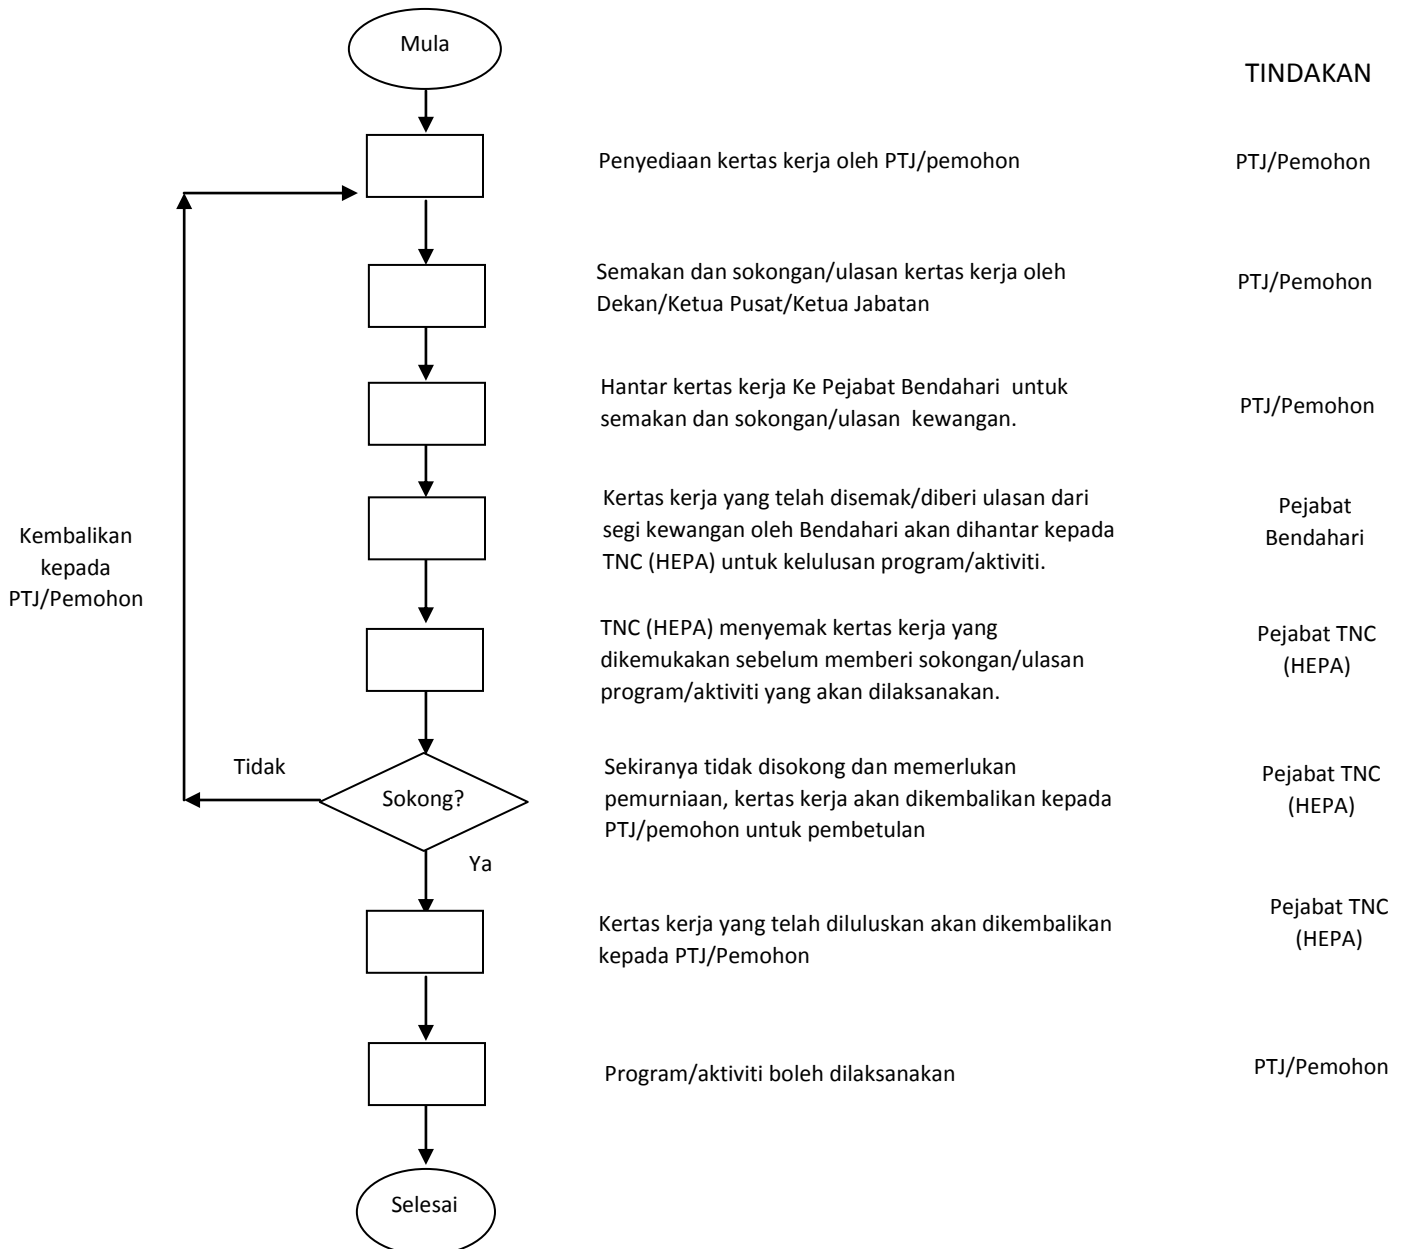 Mula
TINDAKAN
Penyediaan kertas kerja oleh PTJ/pemohon
PTJ/Pemohon
Semakan dan sokongan/ulasan kertas kerja oleh
Dekan/Ketua Pusat/Ketua Jabatan
PTJ/Pemohon
Hantar kertas kerja Ke Pejabat Bendahari  untuk
semakan dan sokongan/ulasan  kewangan.
PTJ/Pemohon
Kertas kerja yang telah disemak/diberi ulasan dari
segi kewangan oleh Bendahari akan dihantar kepada
TNC (HEPA) untuk kelulusan program/aktiviti.
Pejabat
Bendahari
Kembalikan
kepada
PTJ/Pemohon
TNC (HEPA) menyemak kertas kerja yang
dikemukakan sebelum memberi sokongan/ulasan
program/aktiviti yang akan dilaksanakan.
Pejabat TNC
(HEPA)
Tidak
Sokong?
Ya
Sekiranya tidak disokong dan memerlukan
pemurniaan, kertas kerja akan dikembalikan kepada
PTJ/pemohon untuk pembetulan
Pejabat TNC
(HEPA)
Kertas kerja yang telah diluluskan akan dikembalikan
kepada PTJ/Pemohon
Pejabat TNC
(HEPA)
Program/aktiviti boleh dilaksanakan
PTJ/Pemohon
Selesai